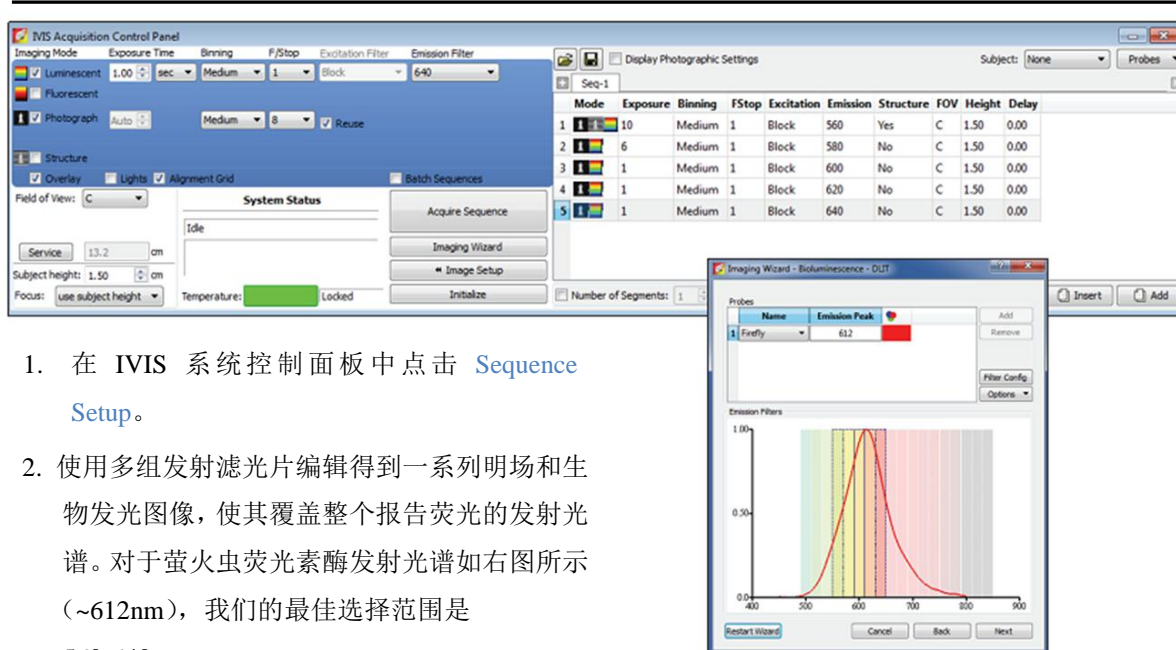 IVIS Acquisition Control Panel
Imaging Mode Exposure Time Binning F/Stop Excitation Filter Emission Filter
Luminescent 1.00 sec Medium 1 Block 640
Fluorescent
Photograph Auto Medium 8 Reuse
Structure
Overlay Lights Alignment Grid Batch Sequences
Field of View: C
System Status
Idle
Service 13.2 cm
Subject height: 1.50 cm
Focus: use subject height
Temperature: Locked
Acquire Sequence
Imaging Wizard
Image Setup
Initialize
Display Photographic Settings Subject: None Probes
Seq-1
Mode Exposure Binning FStop Excitation Emission Structure FOV Height Delay
1 10 Medium 1 Block 560 Yes C 1.50 0.00
2 6 Medium 1 Block 580 No C 1.50 0.00
3 1 Medium 1 Block 600 No C 1.50 0.00
4 1 Medium 1 Block 620 No C 1.50 0.00
5 1 Medium 1 Block 640 No C 1.50 0.00
Number of Segments: 1
Insert Add
Imaging Wizard - Bioluminescence - DLIT
Probes
Name Emission Peak
1 Firefly 612
Add
Remove
Filter Config
Options
Emission Filters
1.00
0.50
0.0
400 500 600 700 800 900
Restart Wizard Cancel Back Next
1. 在 IVIS 系统控制面板中点击 Sequence
Setup。
2. 使用多组发射滤光片编辑得到一系列明场和生
物发光图像，使其覆盖整个报告荧光的发射光
谱。对于萤火虫荧光素酶发射光谱如右图所示
（~612nm），我们的最佳选择范围是